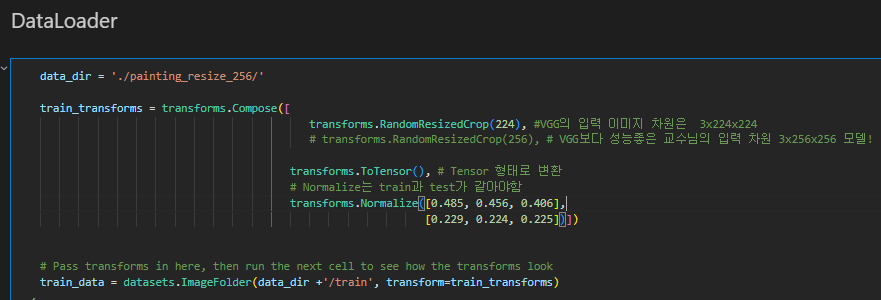 DataLoader
data_dir = './painting_resize_256/'
train_transforms = transforms.Compose([
transforms.RandomResizedCrop(224), #VGG의 입력 이미지 차원은  3x224x224
# transforms.RandomResizedCrop(256), # VGG보다 성능좋은 교수님의 입력 차원 3x256x256 모델!
transforms.ToTensor(), # Tensor 형태로 변환
# Normalize는 train과 test가 같아야함
transforms.Normalize([0.485, 0.456, 0.406],
[0.229, 0.224, 0.225])])
# Pass transforms in here, then run the next cell to see how the transforms look
train_data = datasets.ImageFolder(data_dir +'/train', transform=train_transforms)